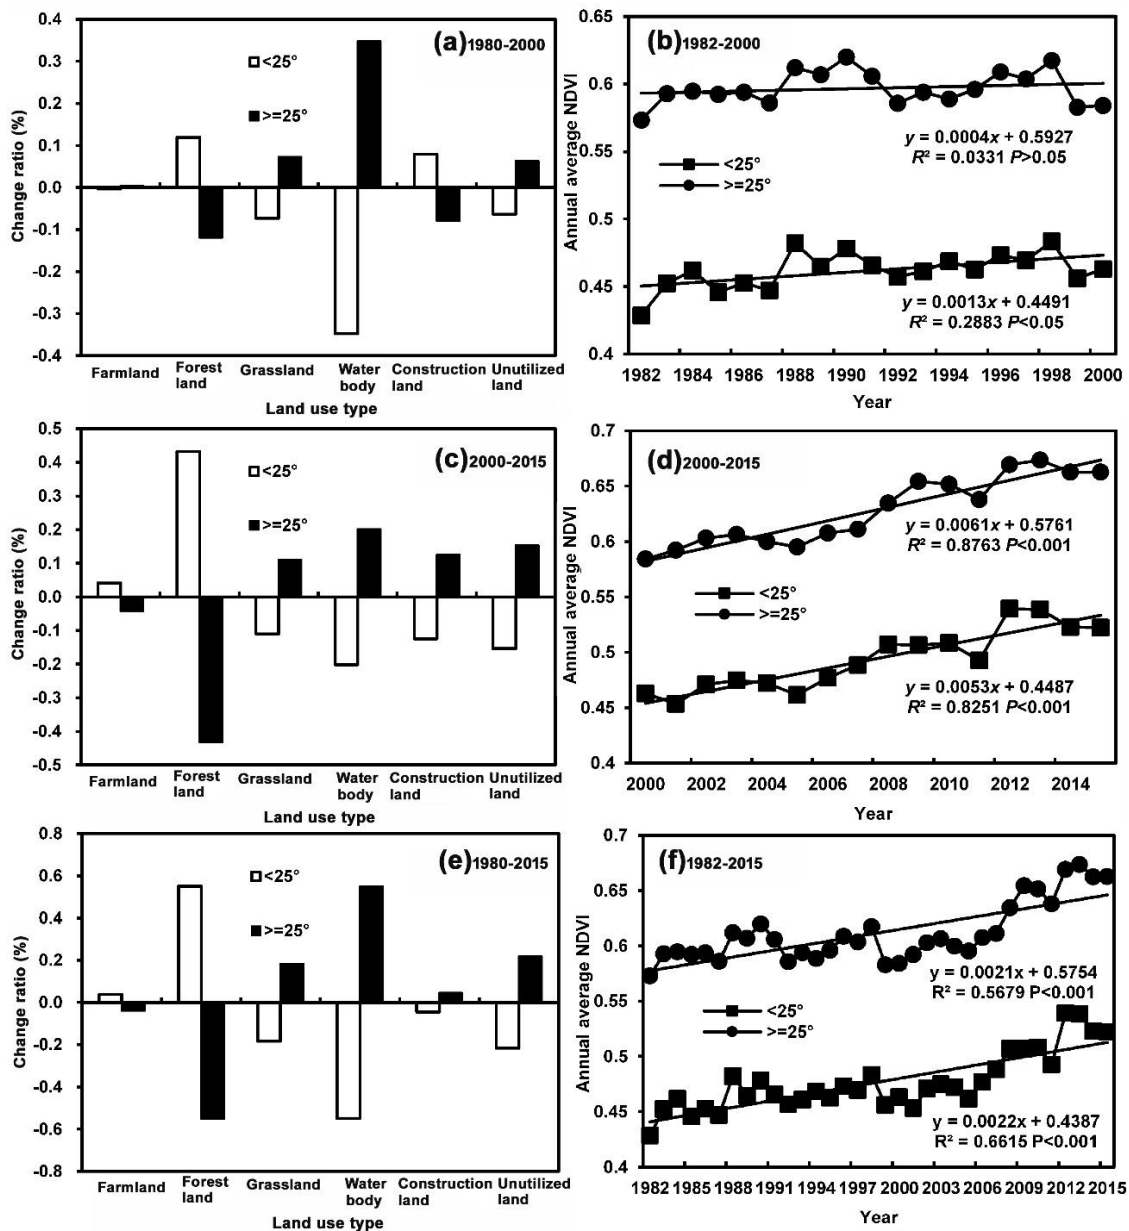 (a)1980-2000
<25°
>=25°
0.4
0.3
0.2
0.1
0.0
-0.1
-0.2
-0.3
-0.4
Change ratio (%)
Farmland
Forest land
Grassland
Water body
Construction land
Unutilized land
Land use type
(b)1982-2000
0.65
0.6
0.55
0.5
0.45
0.4
Annual average NDVI
y = 0.0004x + 0.5927
R² = 0.0331 P>0.05
<25°
>=25°
y = 0.0013x + 0.4491
R² = 0.2883 P<0.05
1982 1984 1986 1988 1990 1992 1994 1996 1998 2000
Year
(c)2000-2015
<25°
>=25°
0.5
0.4
0.3
0.2
0.1
0.0
-0.1
-0.2
-0.3
-0.4
-0.5
Change ratio (%)
Farmland
Forest land
Grassland
Water body
Construction land
Unutilized land
Land use type
(d)2000-2015
0.7
0.65
0.6
0.55
0.5
0.45
0.4
Annual average NDVI
y = 0.0061x + 0.5761
R² = 0.8763 P<0.001
<25°
>=25°
y = 0.0053x + 0.4487
R² = 0.8251 P<0.001
2000 2002 2004 2006 2008 2010 2012 2014
Year
(e)1980-2015
<25°
>=25°
0.8
0.6
0.4
0.2
0.0
-0.2
-0.4
-0.6
-0.8
Change ratio (%)
Farmland
Forest land
Grassland
Water body
Construction land
Unutilized land
Land use type
(f)1982-2015
0.7
0.65
0.6
0.55
0.5
0.45
0.4
Annual average NDVI
y = 0.0021x + 0.5754
R² = 0.5679 P<0.001
<25°
>=25°
y = 0.0022x + 0.4387
R² = 0.6615 P<0.001
1982 1985 1988 1991 1994 1997 2000 2003 2006 2009 2012 2015
Year